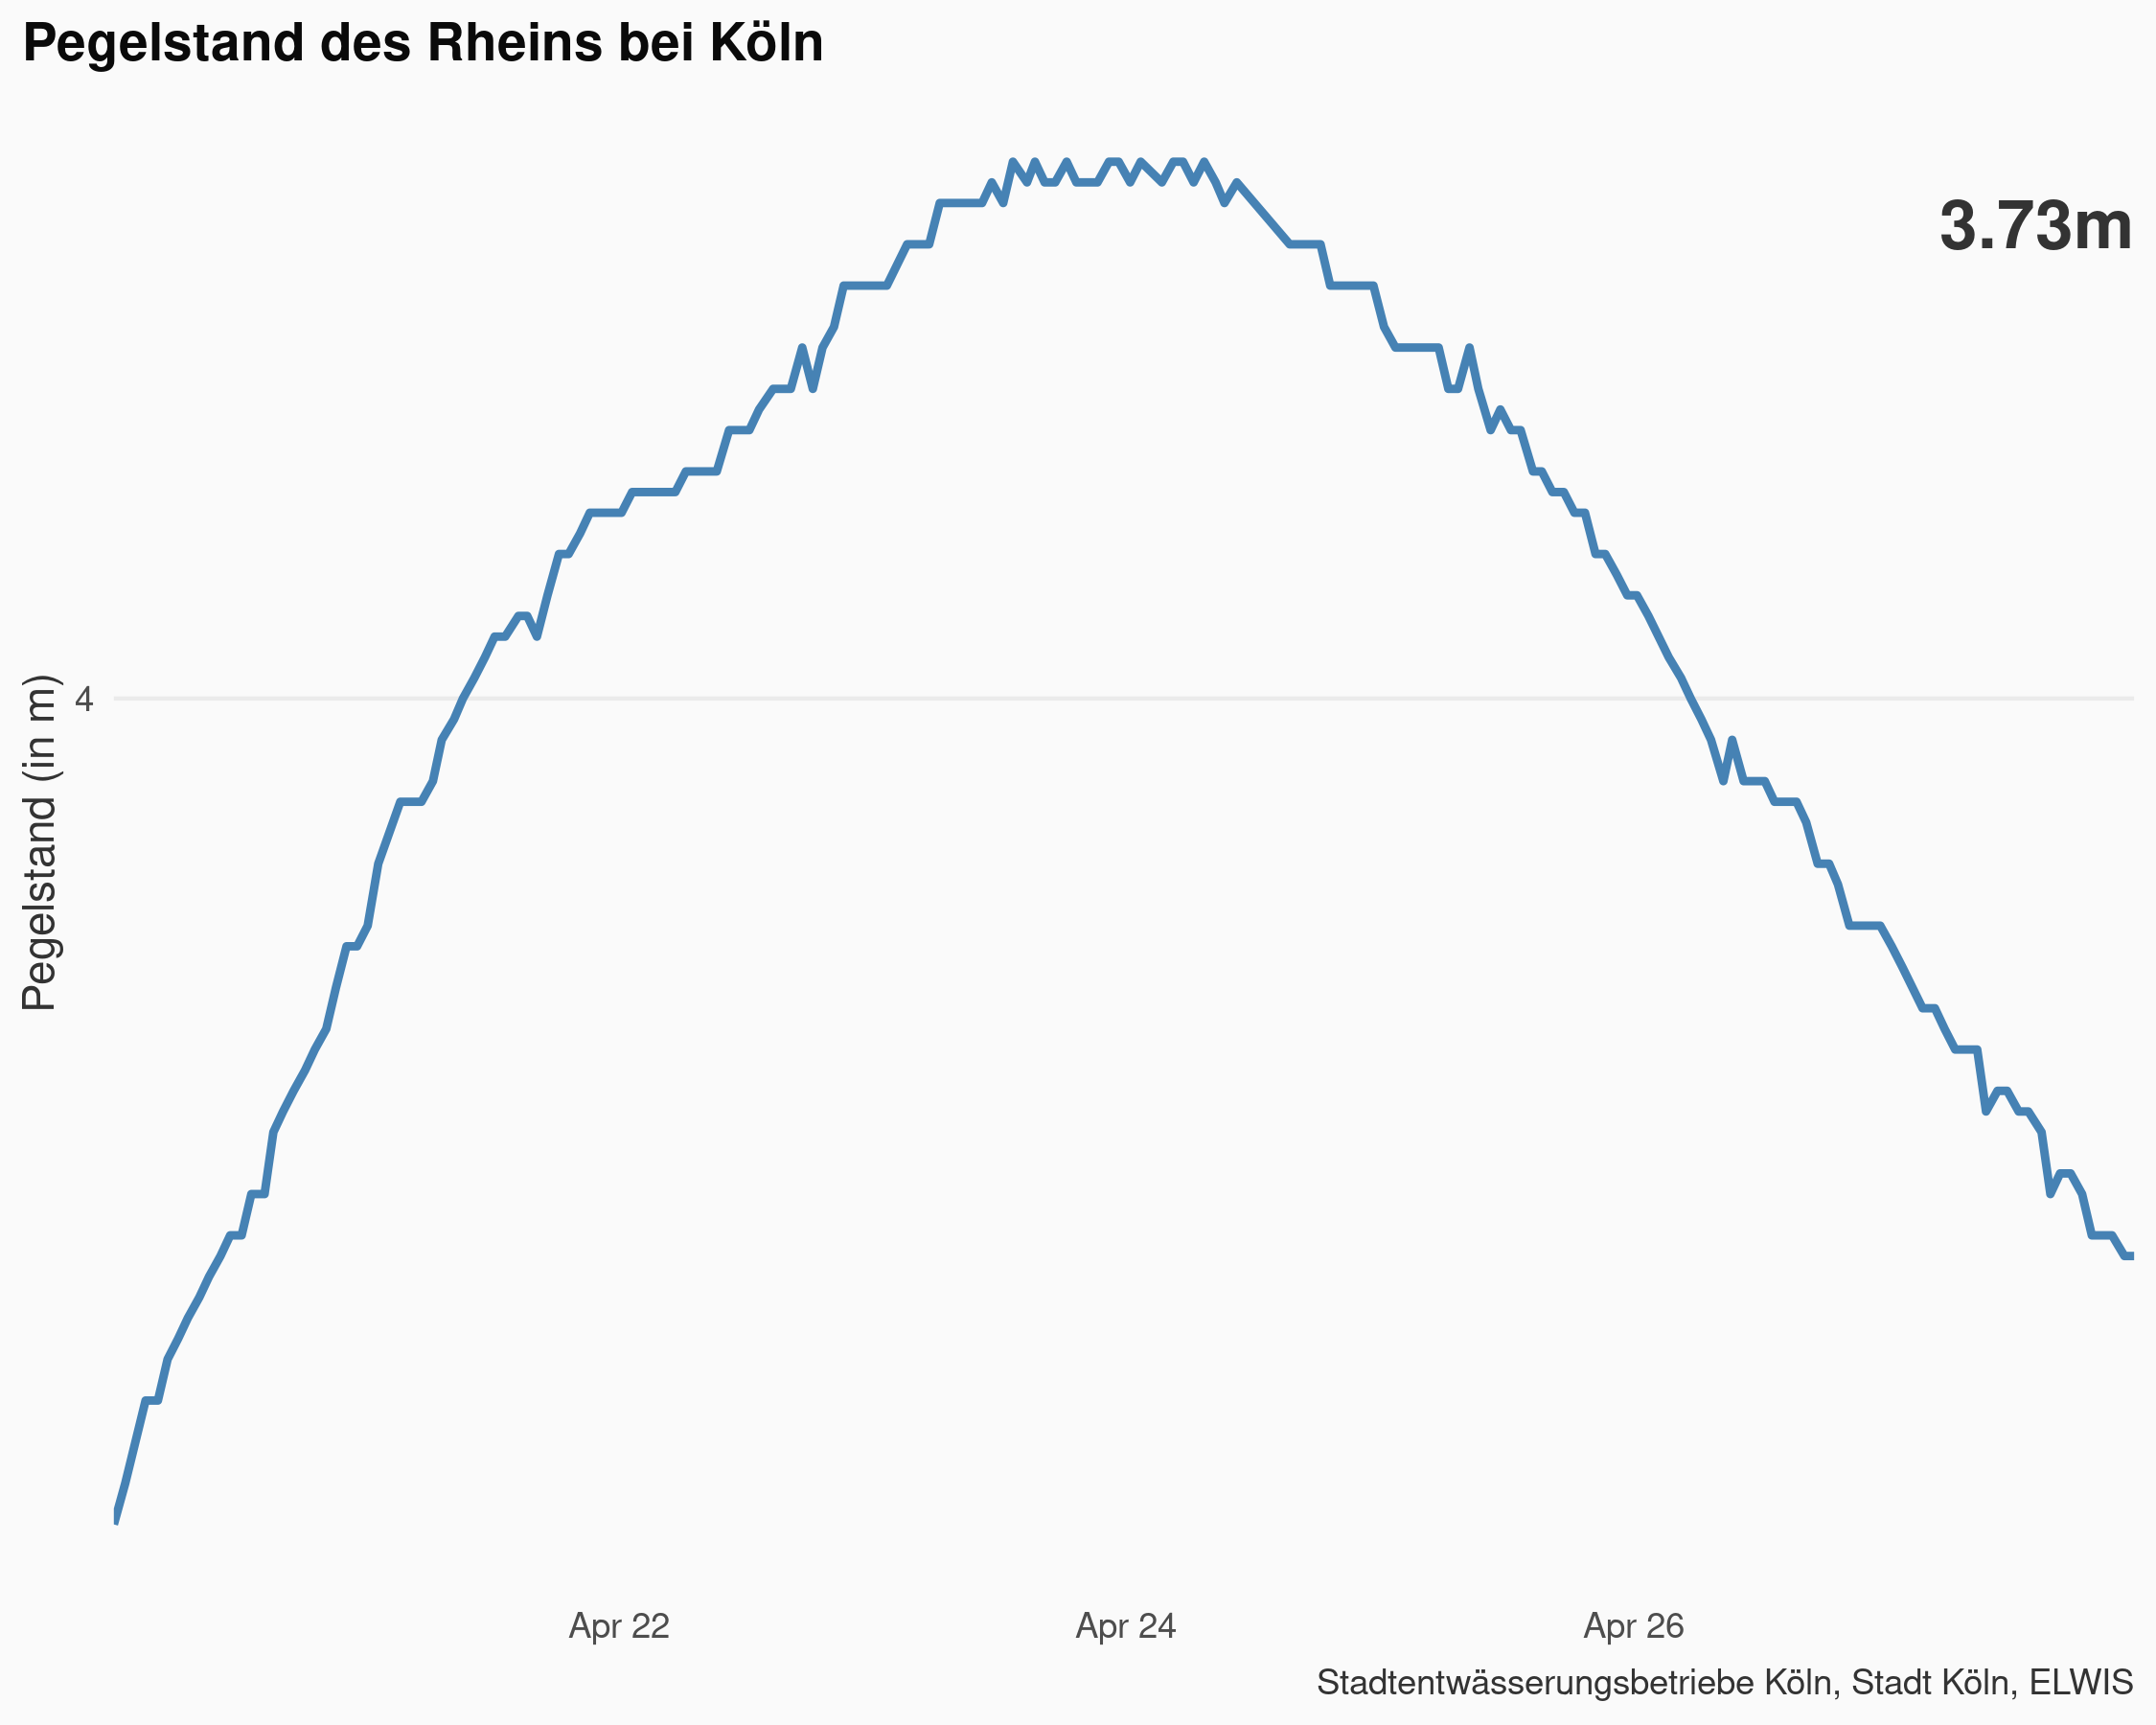 Pegelstand des Rheins bei Köln
3.73m
Pegelstand (in m)
4
Apr 22
Apr 24
Apr 26
Stadtentwässerungsbetriebe Köln, Stadt Köln, ELWIS